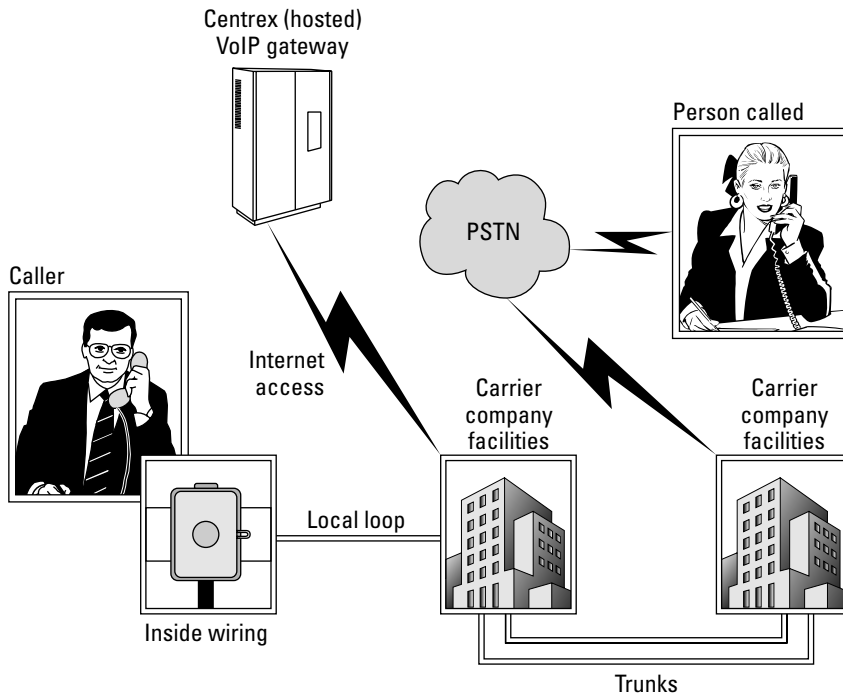 Centrex (hosted)
VoIP gateway
Person called
PSTN
Caller
Internet
access
Carrier
company
facilities
Carrier
company
facilities
Local loop
Inside wiring
Trunks